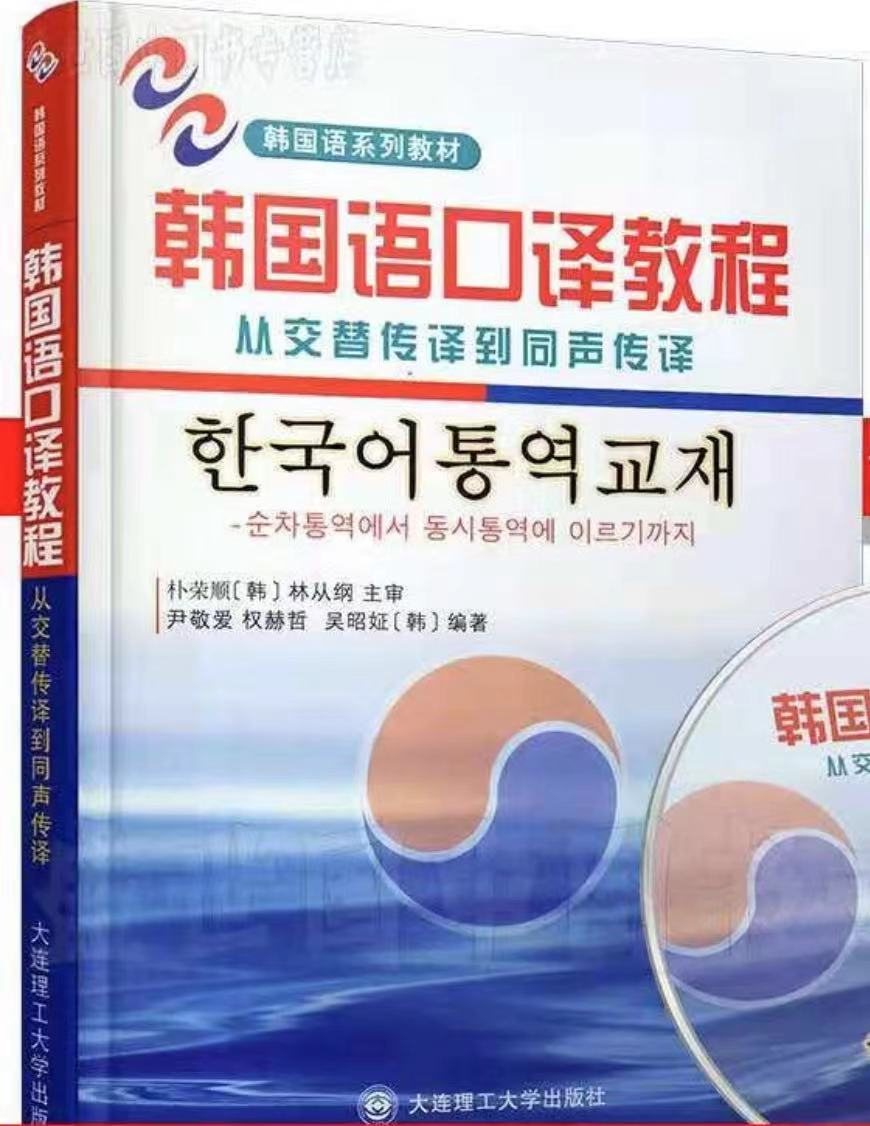 韩国语系列教材
韩国语口译教程
从交替传译到同声传译
한국어통역교재
-순차통역에서 동시통역에 이르기까지
朴荣顺〔韩〕林从纲 主审
尹敬爱 权赫哲 吴昭娅〔韩〕编著
大连理工大学出版社
韩国语系列教材
韩国语口译教程
从交替传译到同声传译
大连理工大学出版
韩国
从交